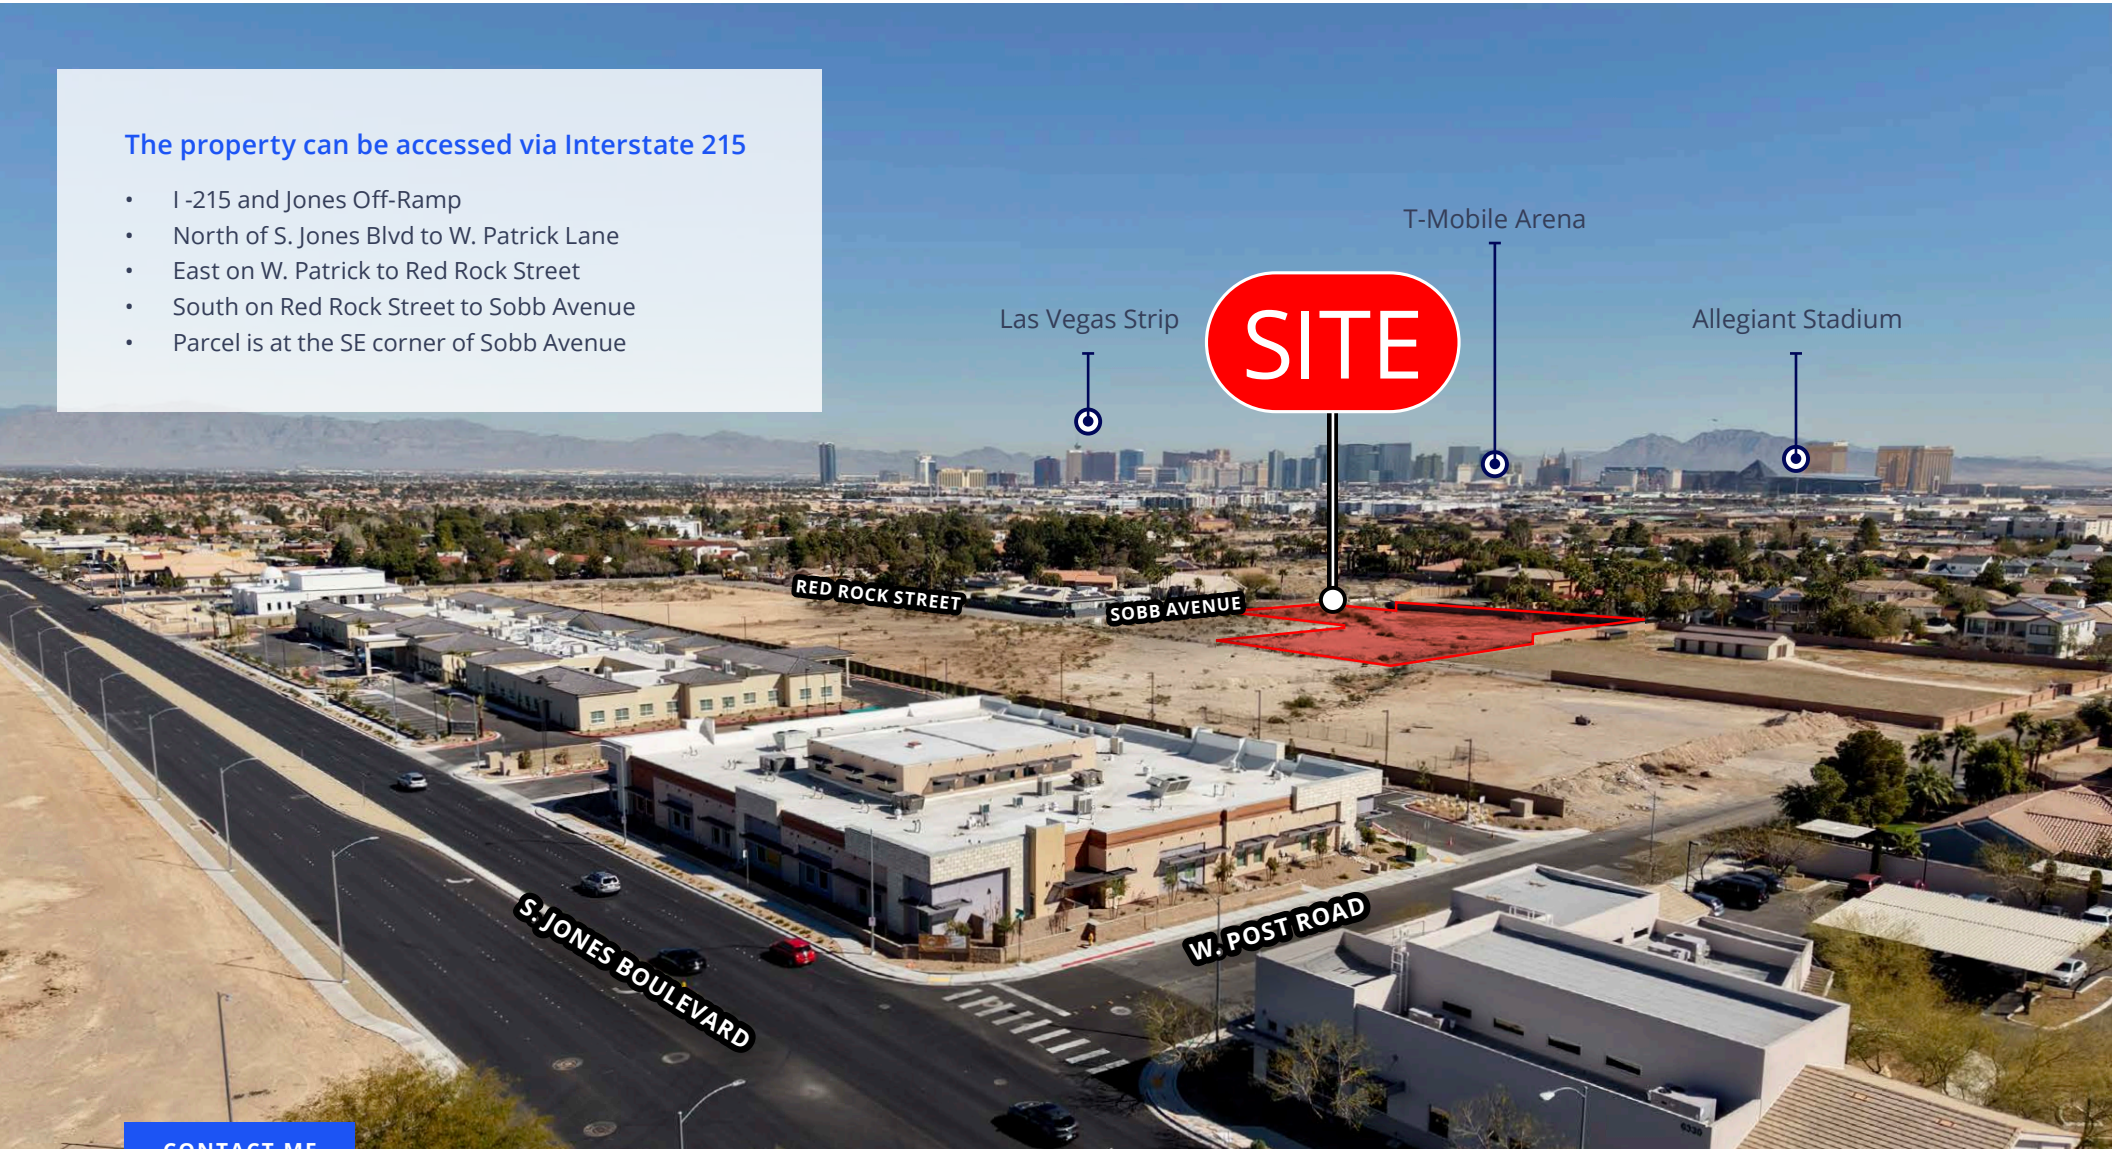 The property can be accessed via Interstate 215
• I -215 and Jones Off-Ramp
• North of S. Jones Blvd to W. Patrick Lane
• East on W. Patrick to Red Rock Street
• South on Red Rock Street to Sobb Avenue
• Parcel is at the SE corner of Sobb Avenue
T-Mobile Arena
Las Vegas Strip
SITE
Allegiant Stadium
RED ROCK STREET
SOBB AVENUE
S. JONES BOULEVARD
W. POST ROAD
6330
CONTACT ME